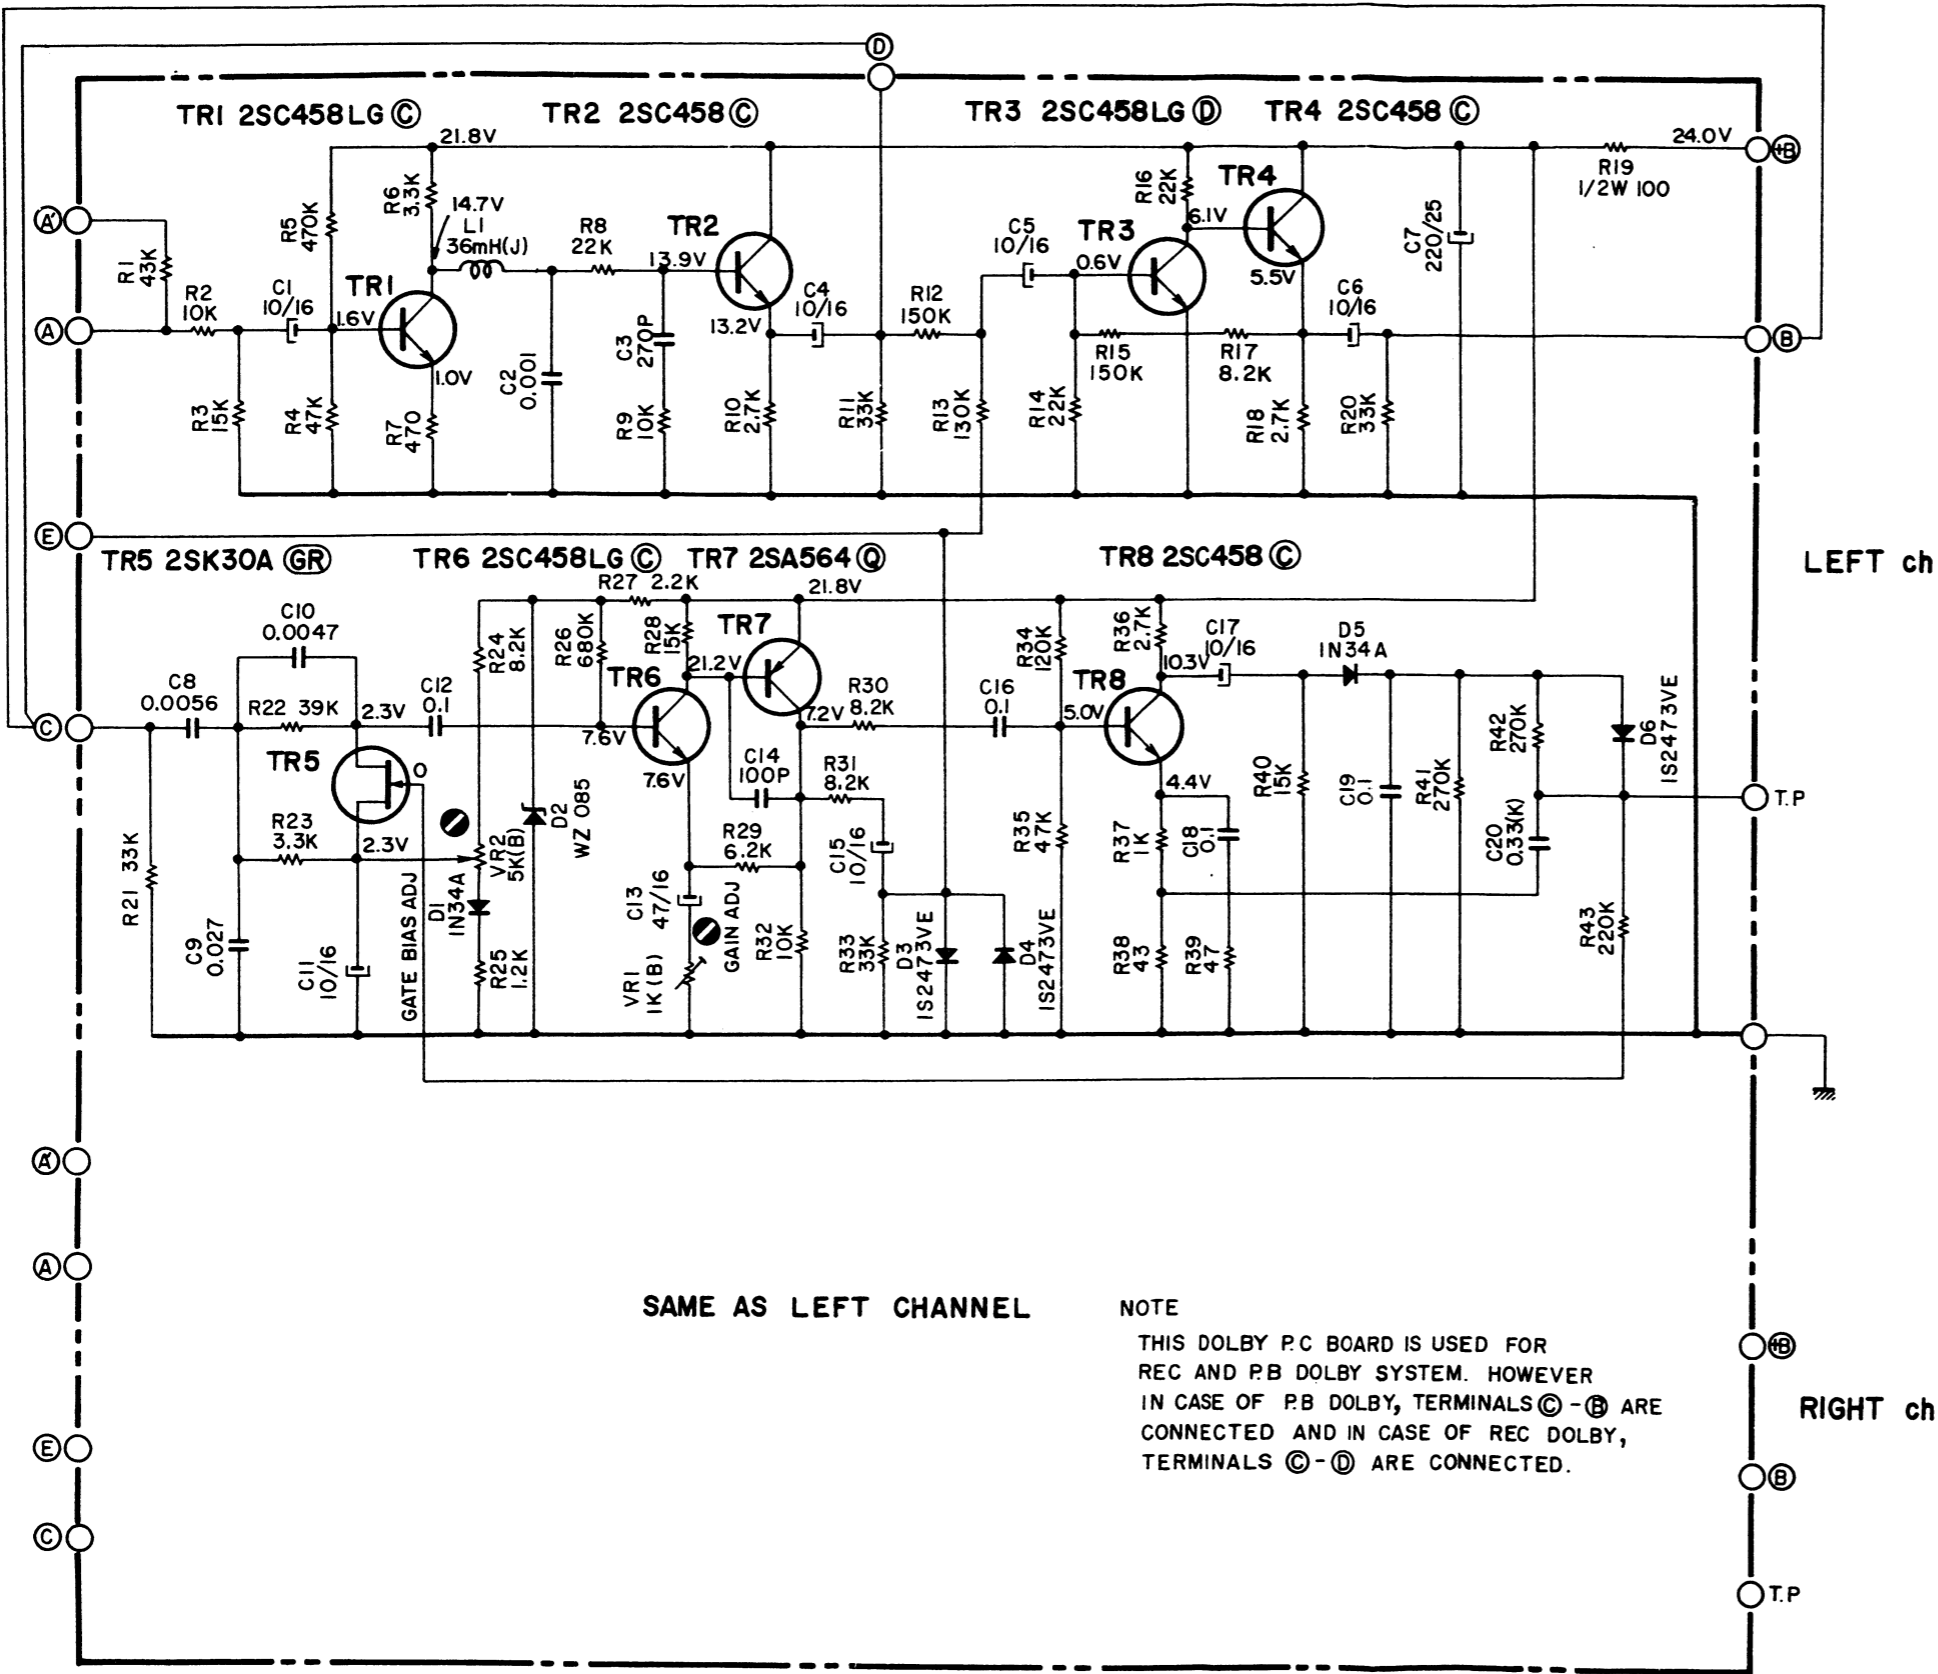 D
TR1 2SC458LG C
TR2 2SC458 C
TR3 2SC458LG D
TR4 2SC458 C
21.8V
24.0V
+B
R19
1/2W 100
A'
R1
43K
R2
10K
A
C1
10/16
R5
470K
R6
3.3K
14.7V
L1
36mH(J)
TR1
1.6V
1.0V
R3
15K
R4
47K
R7
470
R8
22K
C2
0.001
13.9V
C3
270P
R9
10K
TR2
13.2V
R10
2.7K
C4
10/16
R11
33K
R12
150K
R13
130K
C5
10/16
0.6V
TR3
R14
22K
R15
150K
R16
22K
6.1V
TR4
5.5V
R17
8.2K
R18
2.7K
C6
10/16
R20
33K
C7
220/25
B
E
LEFT ch
TR5 2SK30A GR
TR6 2SC458LG C
TR7 2SA564 Q
TR8 2SC458 C
R27 2.2K
21.8V
C10
0.0047
C8
0.0056
R22 39K
2.3V
C12
0.1
C
TR5
0
R23
3.3K
2.3V
R21 33K
C9
0.027
C11
10/16
GATE BIAS ADJ
R24
8.2K
VR2
5K(B)
D1
1N34A
R25
1.2K
D2
WZ 085
R26
680K
R28
15K
TR6
7.6V
7.6V
21.2V
TR7
7.2V
C14
100P
R29
6.2K
C13
47/16
GAIN ADJ
VR1
1K(B)
R32
10K
R30
8.2K
R31
8.2K
C15
10/16
R33
33K
D3
1S2473VE
D4
1S2473VE
C16
0.1
R34
120K
5.0V
R35
47K
TR8
R36
2.7K
10.3V
4.4V
R37
1K
C18
0.1
R38
43
R39
47
C17
10/16
D5
1N34A
R40
15K
C19
0.1
R41
270K
R42
270K
C20
0.33(K)
D6
1S2473VE
R43
220K
T.P
A'
A
E
C
SAME AS LEFT CHANNEL
NOTE
THIS DOLBY P.C BOARD IS USED FOR
REC AND P.B DOLBY SYSTEM. HOWEVER
IN CASE OF P.B DOLBY, TERMINALS C - B ARE
CONNECTED AND IN CASE OF REC DOLBY,
TERMINALS C - D ARE CONNECTED.
+B
RIGHT ch
B
T.P